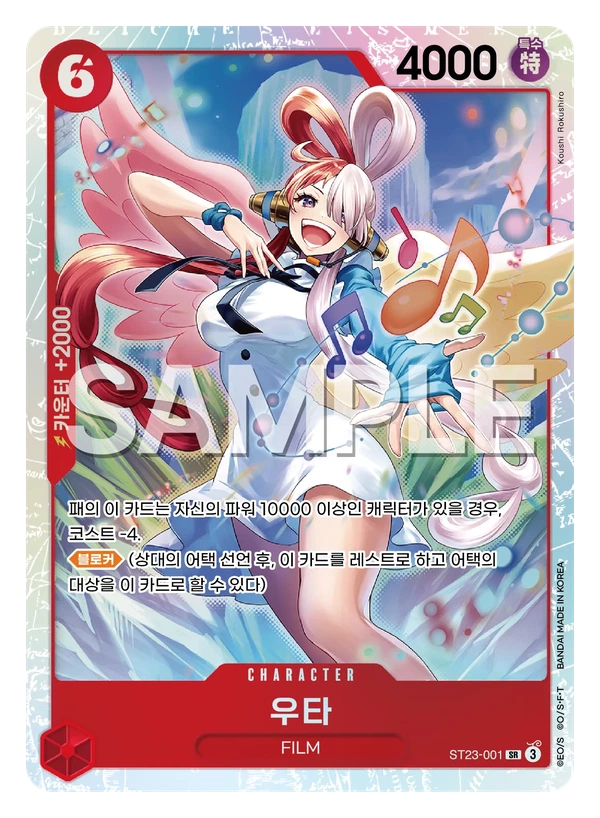 6
4000
특수
特
Koushi Rokushiro
카운터 +2000
SAMPLE
패의 이 카드는 자신의 파워 10000 이상인 캐릭터가 있을 경우,
코스트 -4.
블로커 (상대의 어택 선언 후, 이 카드를 레스트로 하고 어택의
대상을 이 카드로 할 수 있다)
CHARACTER
우타
FILM
ST23-001 SR 3
©EO/S ©O/S·F·T BANDAI MADE IN KOREA